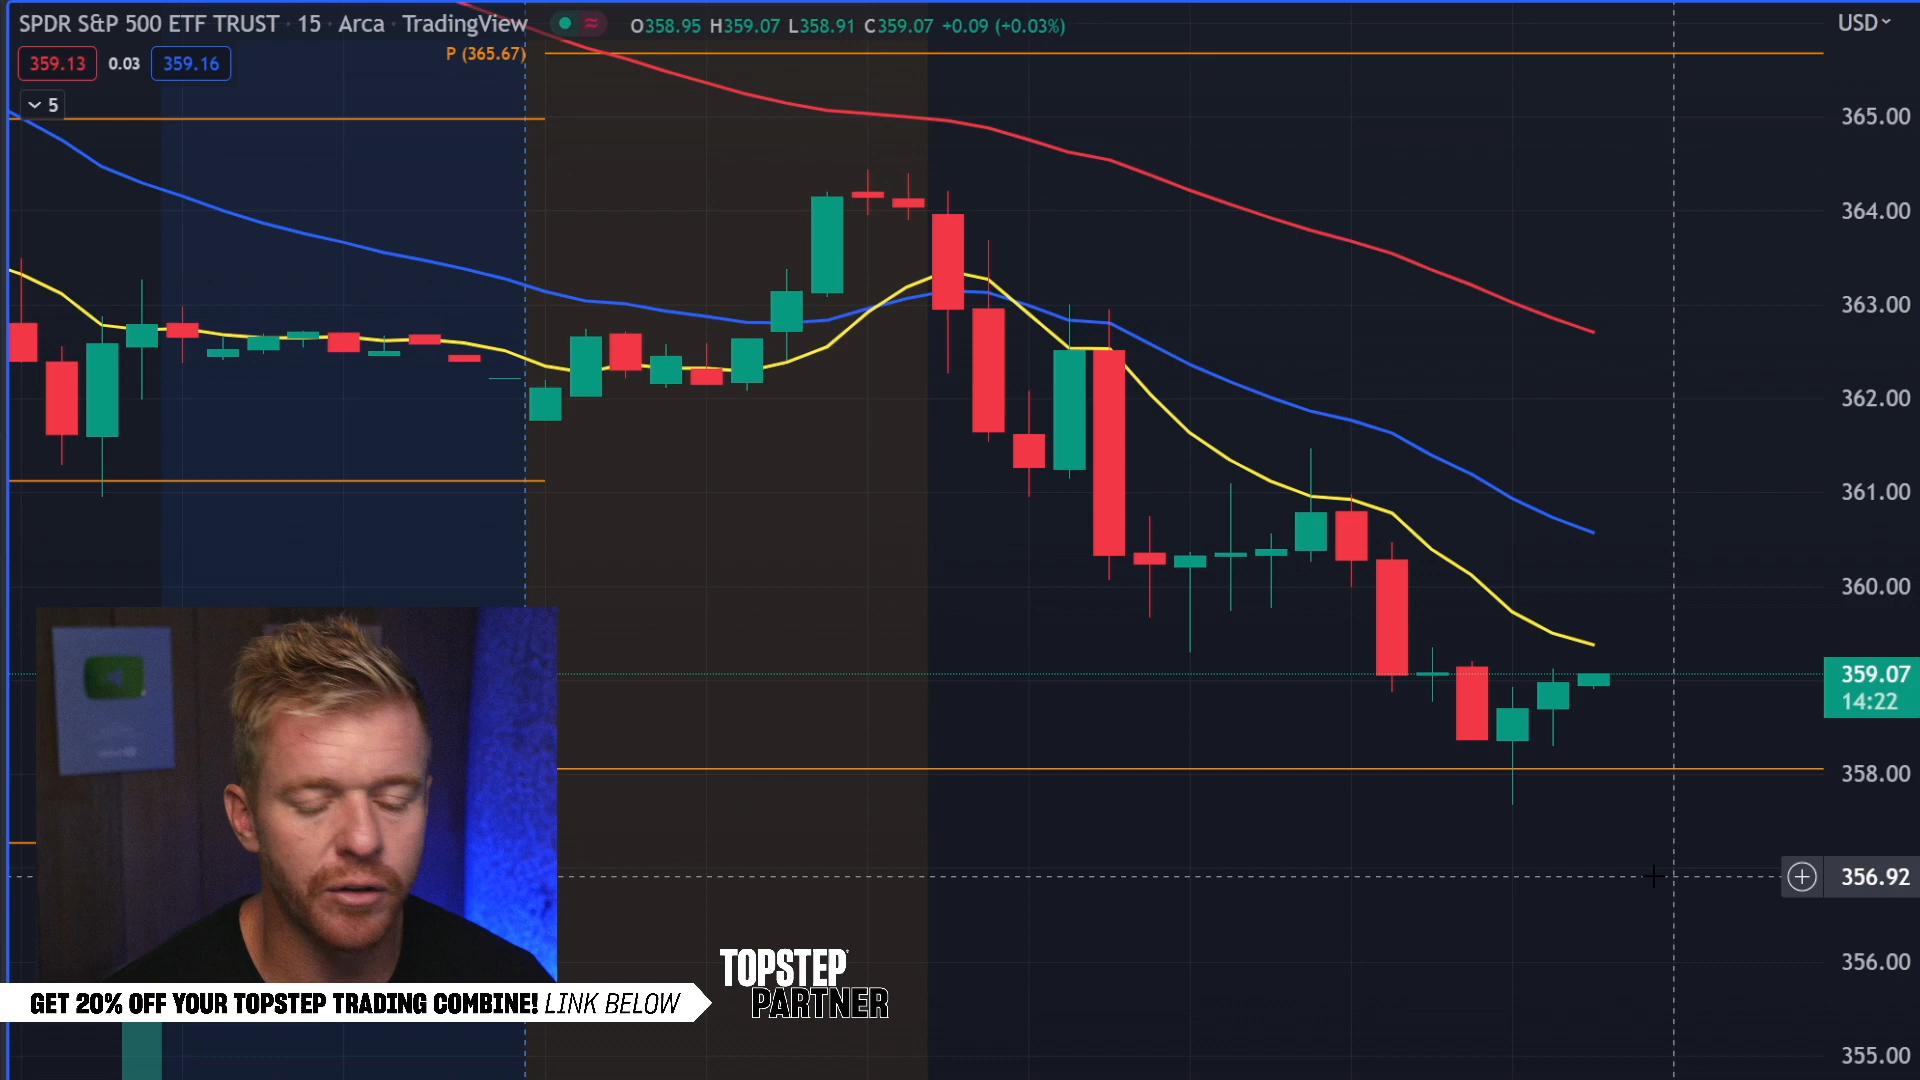 SPDR S&P 500 ETF TRUST · 15 · Arca · TradingView
O358.95 H359.07 L358.91 C359.07 +0.09 (+0.03%)
USD
359.13 0.03 359.16
P (365.67)
5
365.00
364.00
363.00
362.00
361.00
360.00
359.07
14:22
358.00
356.92
356.00
355.00
TOPSTEP
PARTNER
GET 20% OFF YOUR TOPSTEP TRADING COMBINE! LINK BELOW